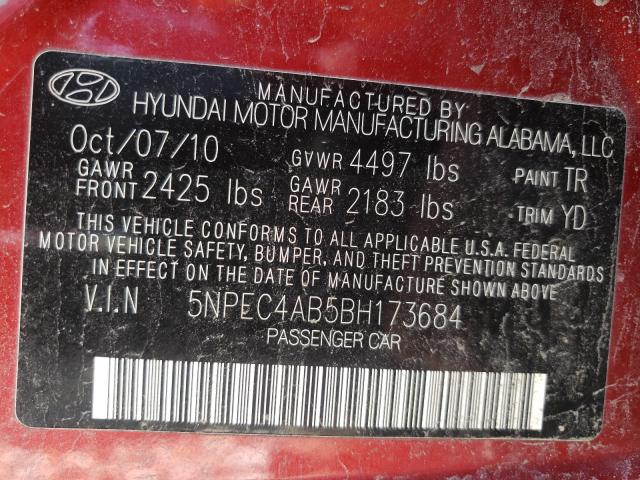 MANUFACTURED BY
HYUNDAI MOTOR MANUFACTURING ALABAMA, LLC
Oct/07/10 GVWR 4497 lbs PAINT TR
GAWR FRONT 2425 lbs GAWR REAR 2183 lbs TRIM YD
THIS VEHICLE CONFORMS TO ALL APPLICABLE U.S.A. FEDERAL
MOTOR VEHICLE SAFETY, BUMPER, AND THEFT PREVENTION STANDARDS
IN EFFECT ON THE DATE OF MANUFACTURE SHOWN ABOVE
V.I.N 5NPEC4AB5BH173684
PASSENGER CAR